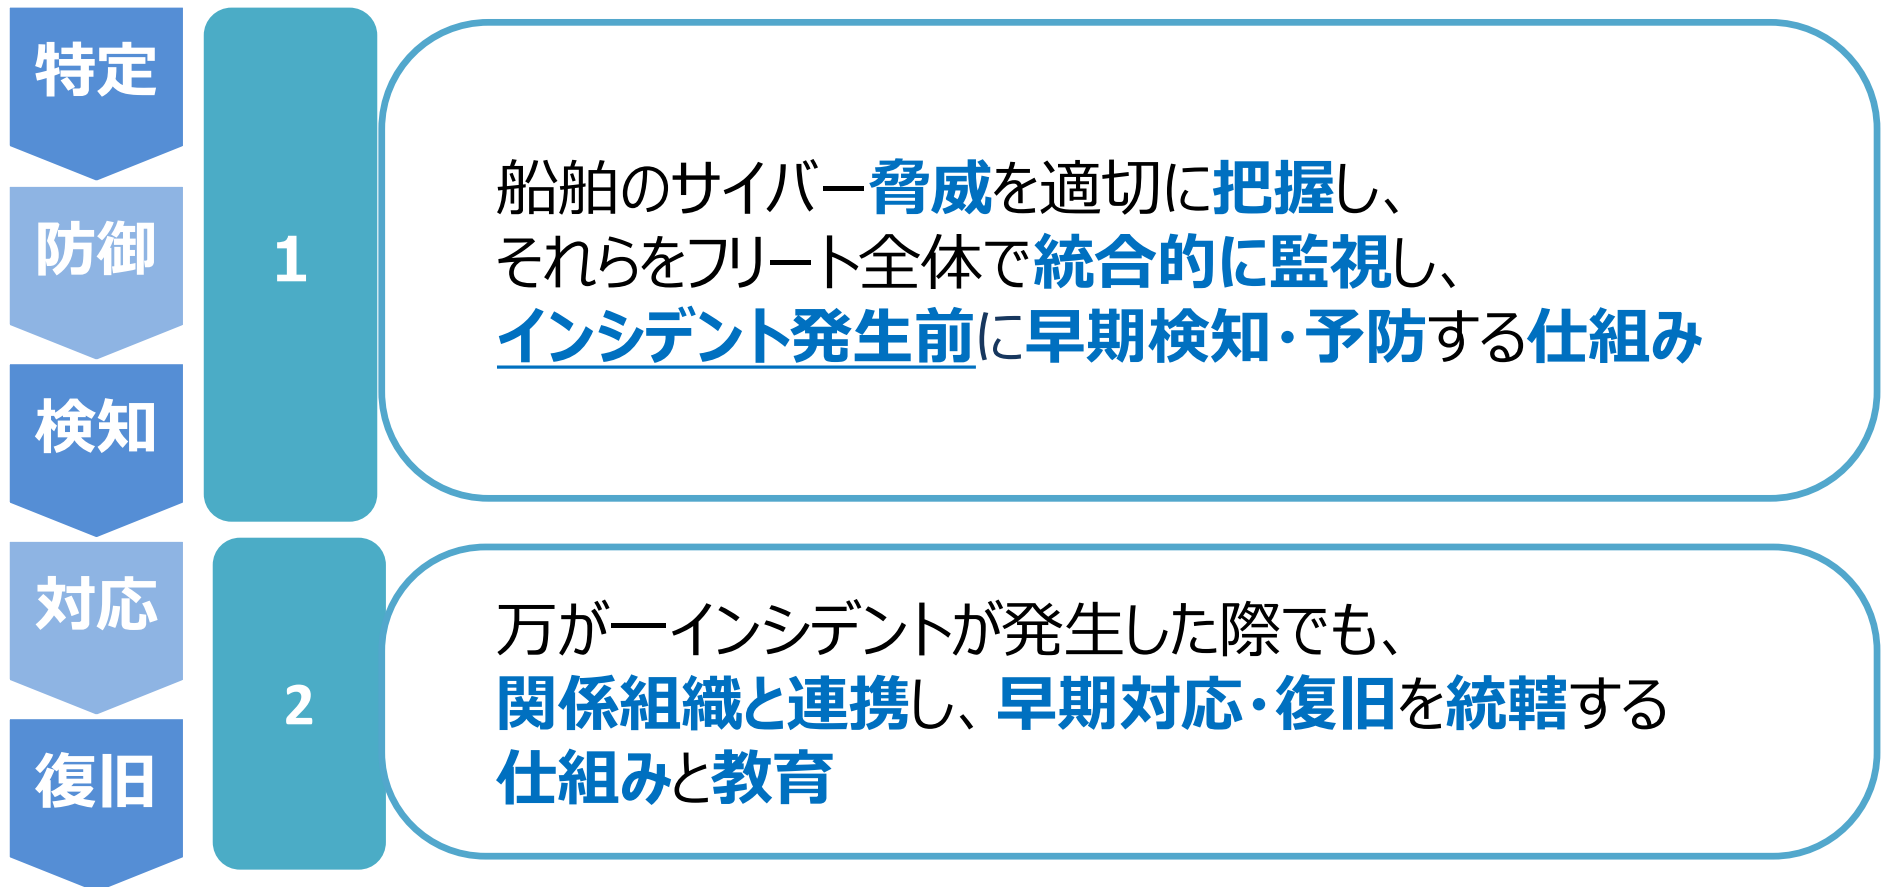 特定
防御
検知
対応
復旧
1
船舶のサイバー脅威を適切に把握し、
それらをフリート全体で統合的に監視し、
インシデント発生前に早期検知・予防する仕組み
2
万が一インシデントが発生した際でも、
関係組織と連携し、早期対応・復旧を統轄する
仕組みと教育